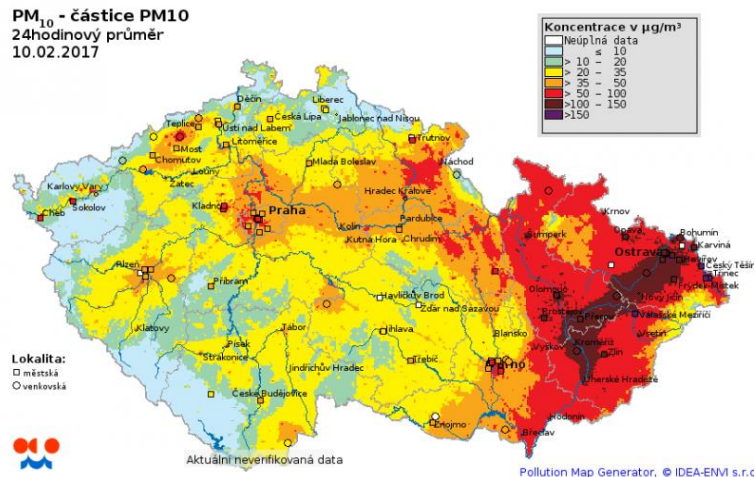 PM10 - částice PM10
24hodinový průměr
10.02.2017
Koncentrace v µg/m³
Neúplná data
≤ 10
> 10 - 20
> 20 - 35
> 35 - 50
> 50 - 100
>100 - 150
>150
Děčín
Liberec
Teplice
Česká Lípa
Jablonec nad Nisou
Ústí nad Labem
Trutnov
Most
Litoměřice
Chomutov
Mladá Boleslav
Náchod
Louny
Žatec
Karlovy Vary
Sokolov
Cheb
Kladno
Praha
Hradec Králové
Krnov
Kolín
Pardubice
Šumperk
Opava
Bohumín
Kutná Hora
Chrudim
Karviná
Ostrava
Havířov
Český Těšín
Třinec
Plzeň
Frýdek-Místek
Příbram
Olomouc
Nový Jičín
Havlíčkův Brod
Žďár nad Sázavou
Prostějov
Přerov
Valašské Meziříčí
Klatovy
Tábor
Jihlava
Blansko
Vsetín
Písek
Vyškov
Kroměříž
Strakonice
Třebíč
Brno
Zlín
Jindřichův Hradec
Uherské Hradiště
České Budějovice
Hodonín
Znojmo
Břeclav
Lokalita:
městská
venkovská
Aktuální neverifikovaná data
Pollution Map Generator, © IDEA-ENVI s.r.o